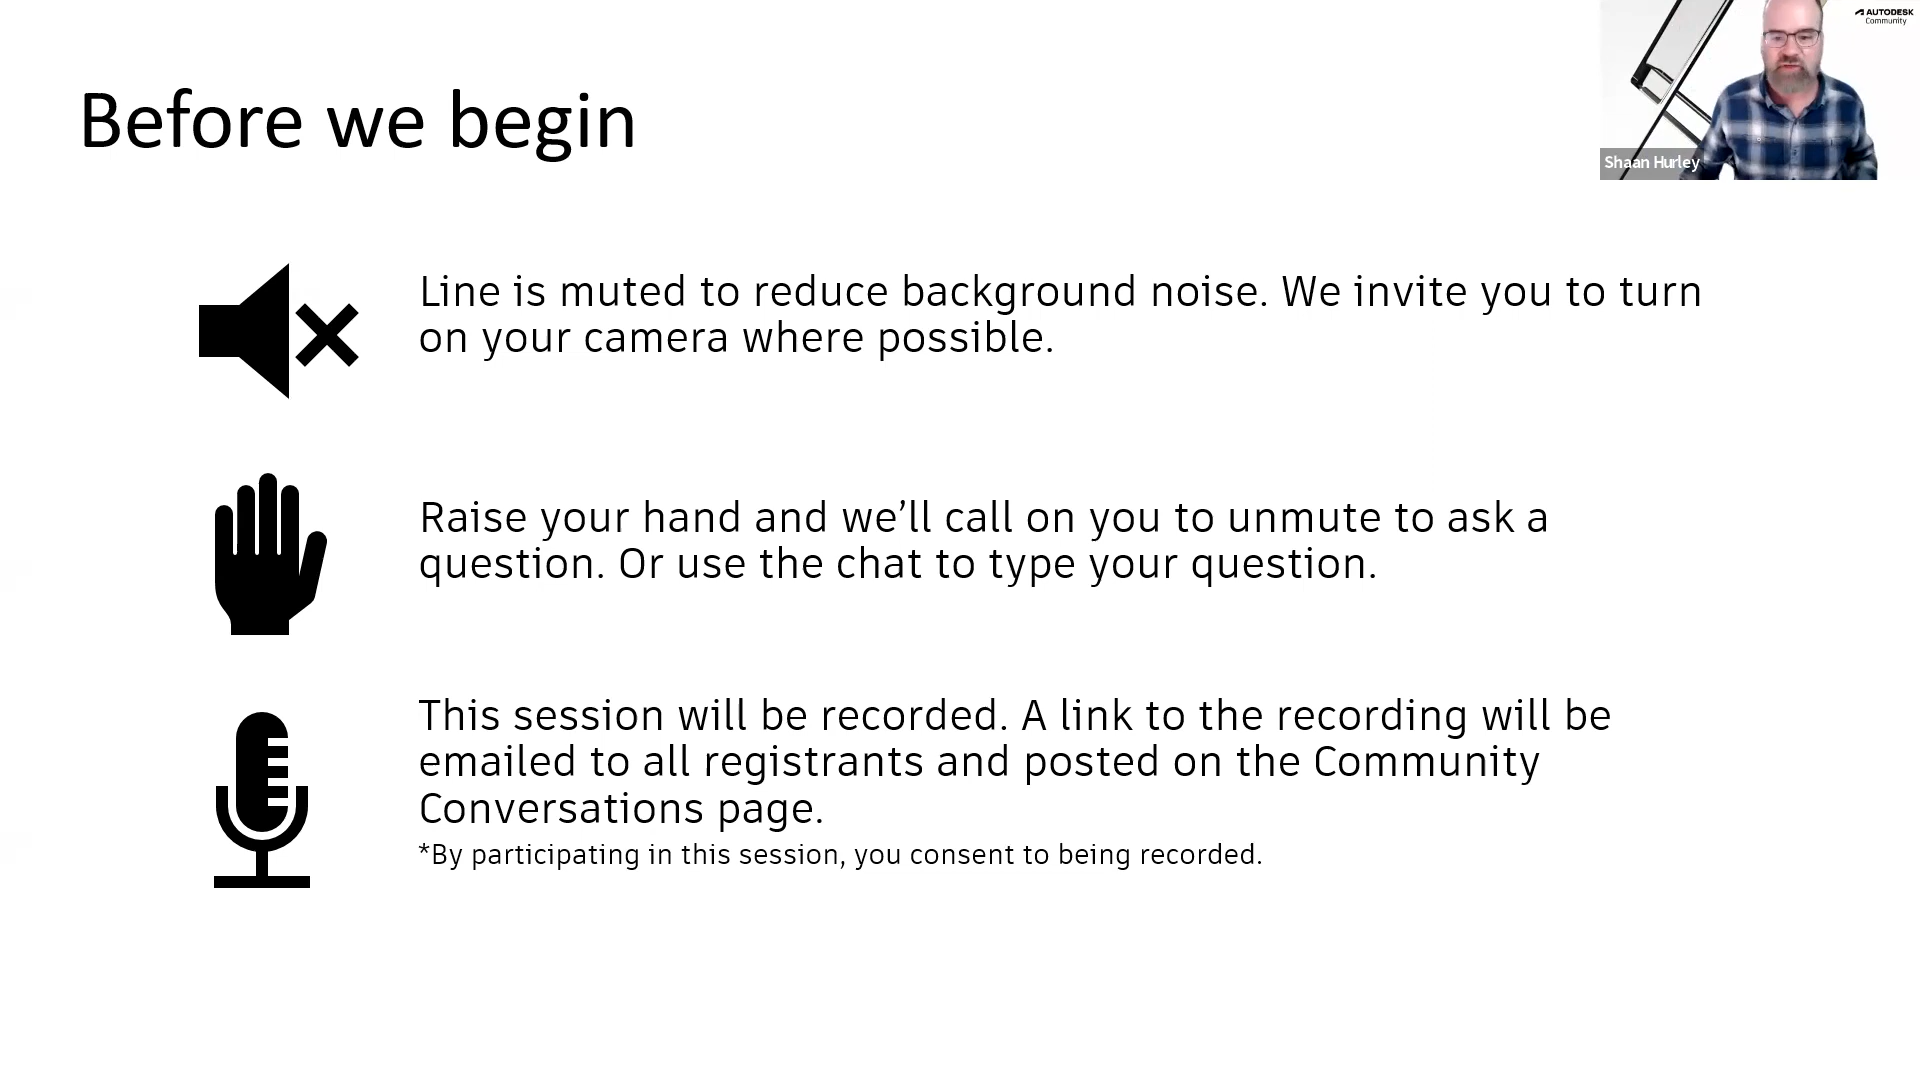 AUTODESK
Community
Before we begin
Shaan Hurley
Line is muted to reduce background noise. We invite you to turn
on your camera where possible.
Raise your hand and we’ll call on you to unmute to ask a
question. Or use the chat to type your question.
This session will be recorded. A link to the recording will be
emailed to all registrants and posted on the Community
Conversations page.
*By participating in this session, you consent to being recorded.